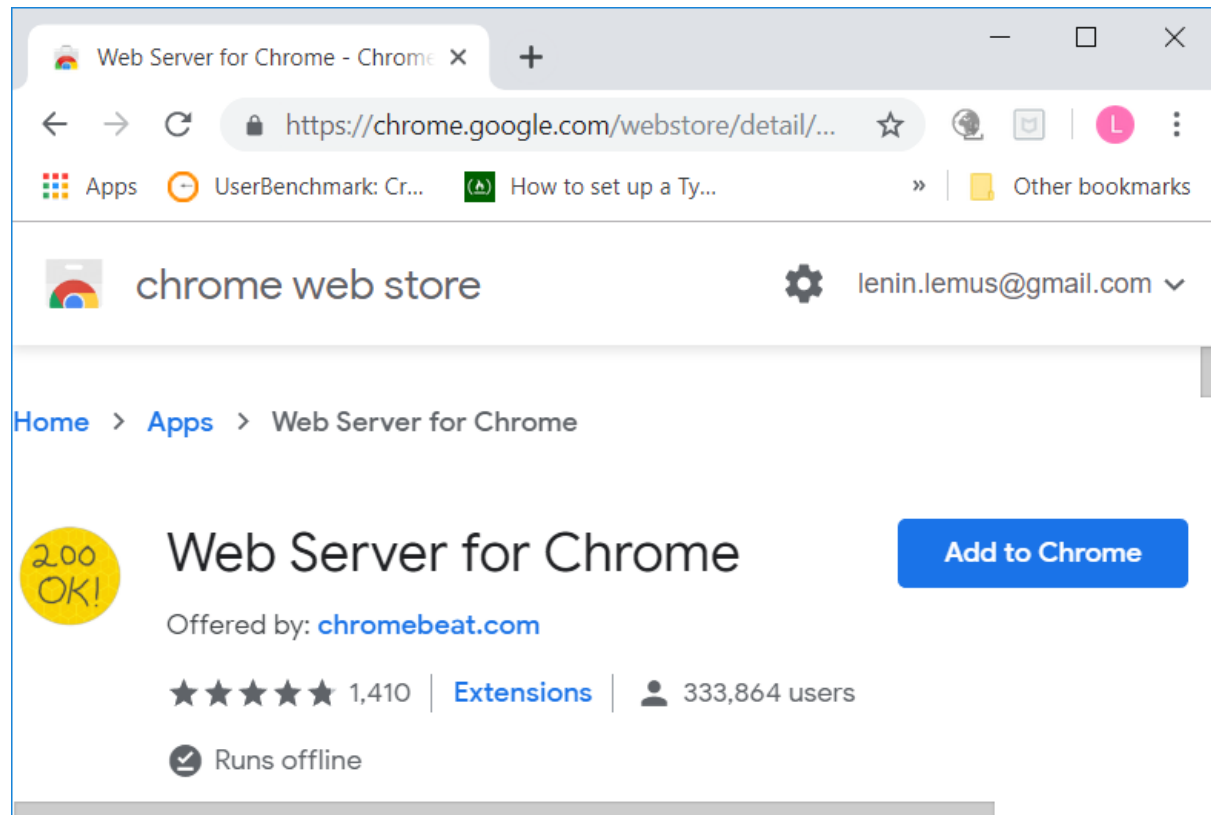 Web Server for Chrome - Chrome
https://chrome.google.com/webstore/detail/...
L
Apps UserBenchmark: Cr... How to set up a Ty... » Other bookmarks
chrome web store lenin.lemus@gmail.com
Home > Apps > Web Server for Chrome
200
OK!
Web Server for Chrome Add to Chrome
Offered by: chromebeat.com
1,410 Extensions 333,864 users
Runs offline